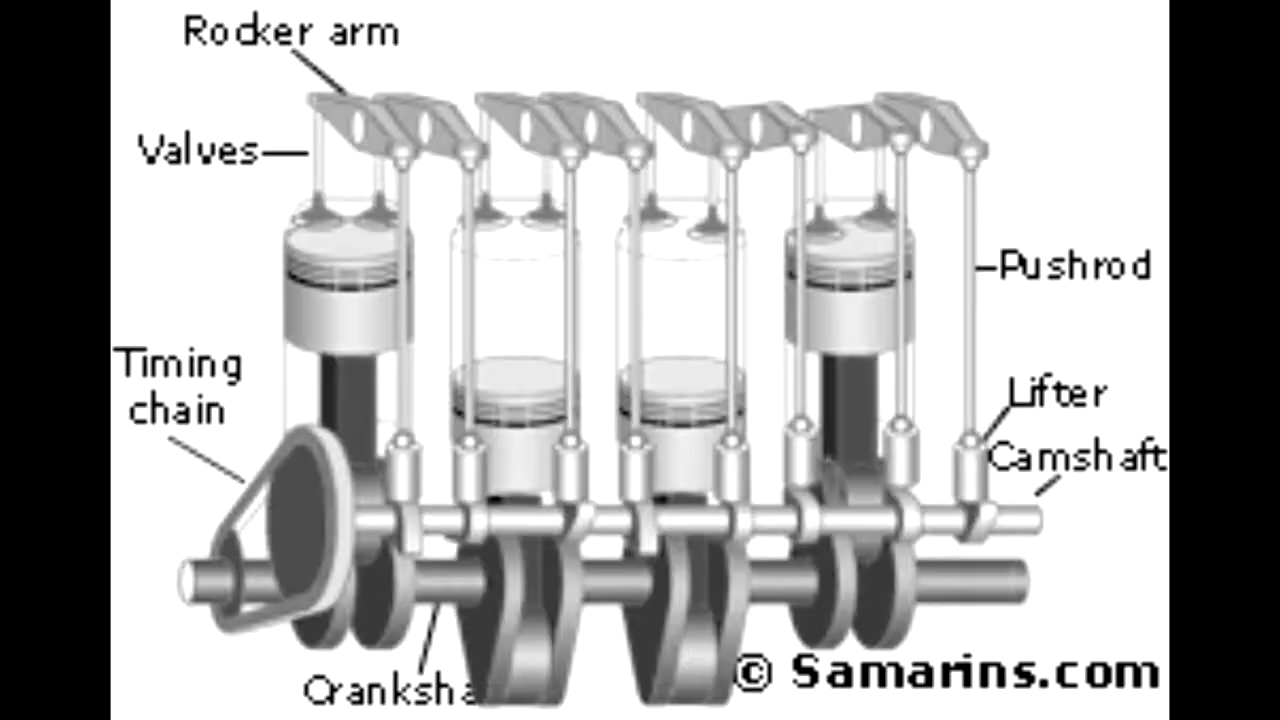 Rocker arm
Valves
Pushrod
Timing
chain
Lifter
Camshaft
Cranksha
© Samarins.com